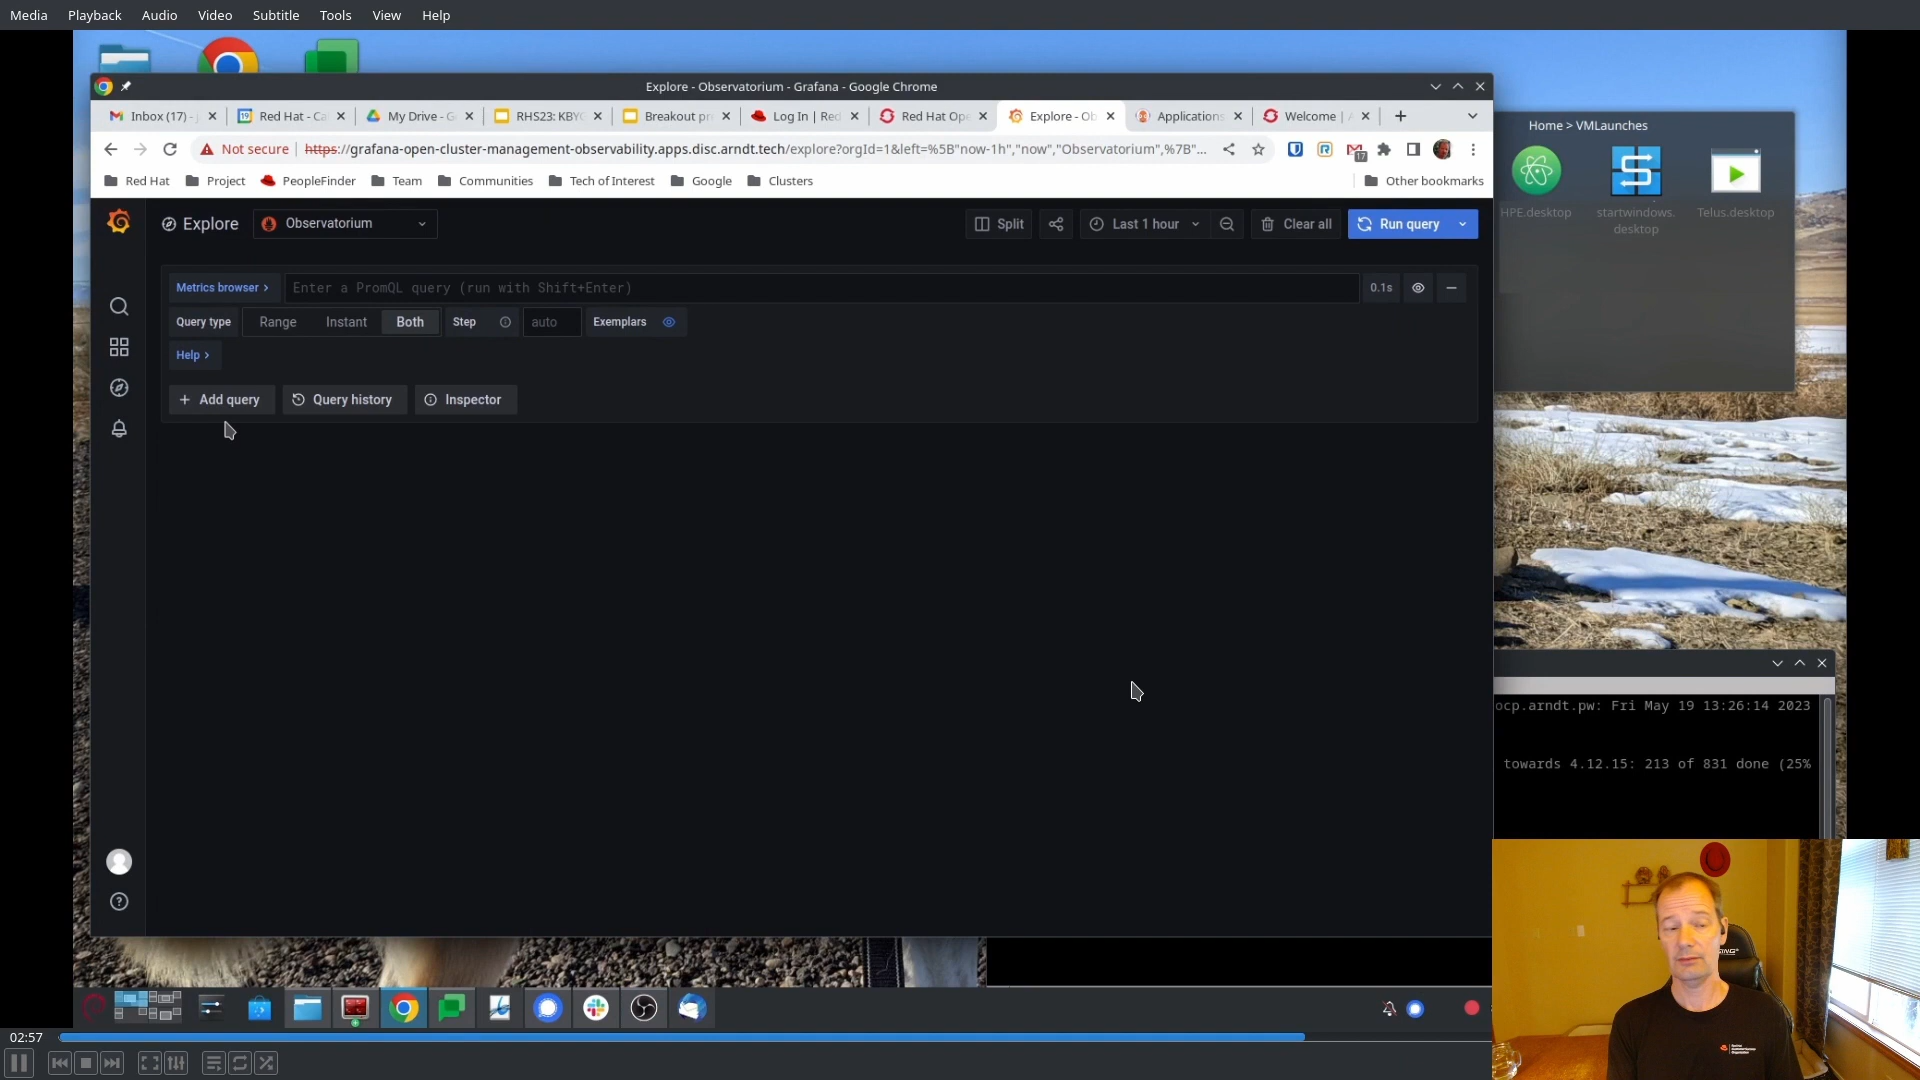 Media Playback Audio Video Subtitle Tools View Help
Explore - Observatorium - Grafana - Google Chrome
Inbox (17) - Red Hat - Ca My Drive - G RHS23: KBYO Breakout pr Log In | Red Red Hat Ope Explore - Ob Applications Welcome |
Not secure | https://grafana-open-cluster-management-observability.apps.disc.arndt.tech/explore?orgId=1&left=%5B"now-1h","now","Observatorium",%7B"...
17
Red Hat Project PeopleFinder Team Communities Tech of Interest Google Clusters Other bookmarks
Home > VMLaunches
HPE.desktop startwindows.desktop Telus.desktop
Explore Observatorium Split Last 1 hour Clear all Run query
Metrics browser > Enter a PromQL query (run with Shift+Enter) 0.1s
Query type Range Instant Both Step auto Exemplars
Help >
+ Add query Query history Inspector
ocp.arndt.pw: Fri May 19 13:26:14 2023
towards 4.12.15: 213 of 831 done (25%
02:57